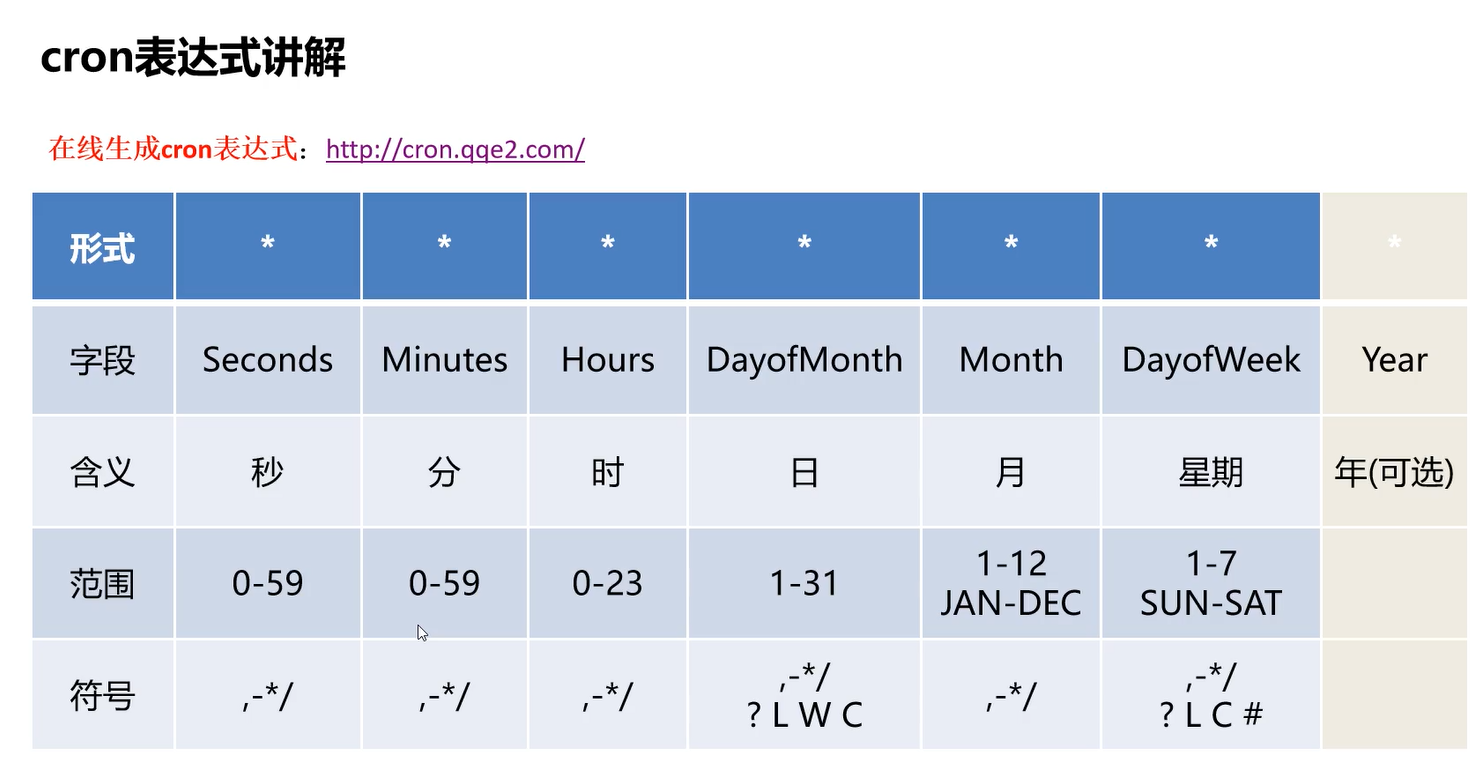 cron表达式讲解
在线生成cron表达式：http://cron.qqe2.com/
形式 * * * * * * *
字段 Seconds Minutes Hours DayofMonth Month DayofWeek Year
含义 秒 分 时 日 月 星期 年(可选)
范围 0-59 0-59 0-23 1-31 1-12 JAN-DEC 1-7 SUN-SAT
符号 ,-*/ ,-*/ ,-*/ ,-*/ ? L W C ,-*/ ,-*/ ? L C #